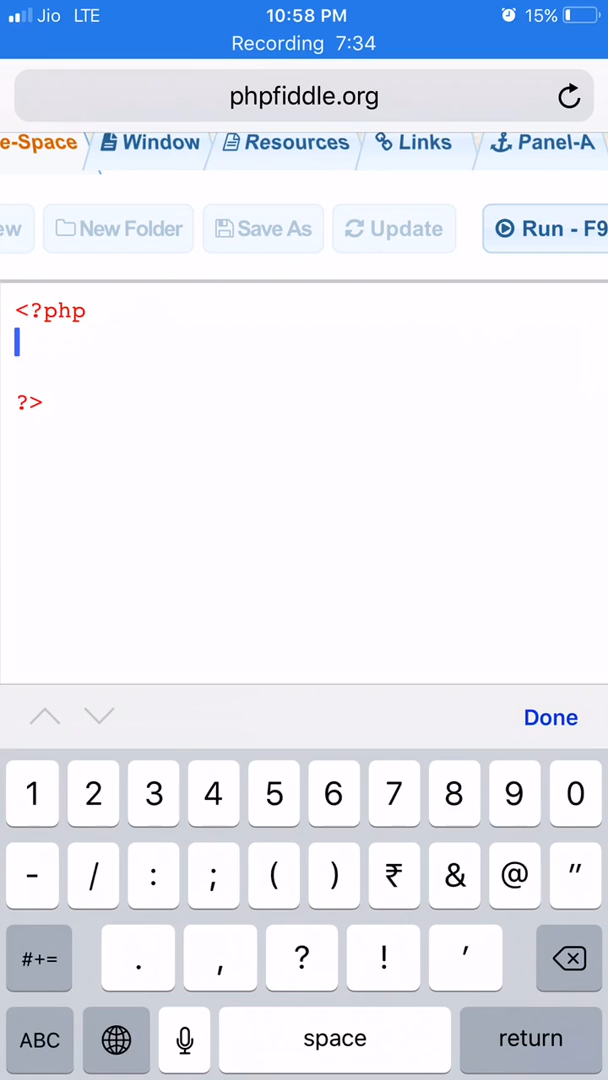 Jio LTE 10:58 PM 15%
Recording 7:34
phpfiddle.org
e-Space Window Resources Links Panel-A
ew New Folder Save As Update Run - F9
<?php
?>
Done
1 2 3 4 5 6 7 8 9 0
- / : ; ( ) ₹ & @ "
#+= . , ? ! '
ABC space return